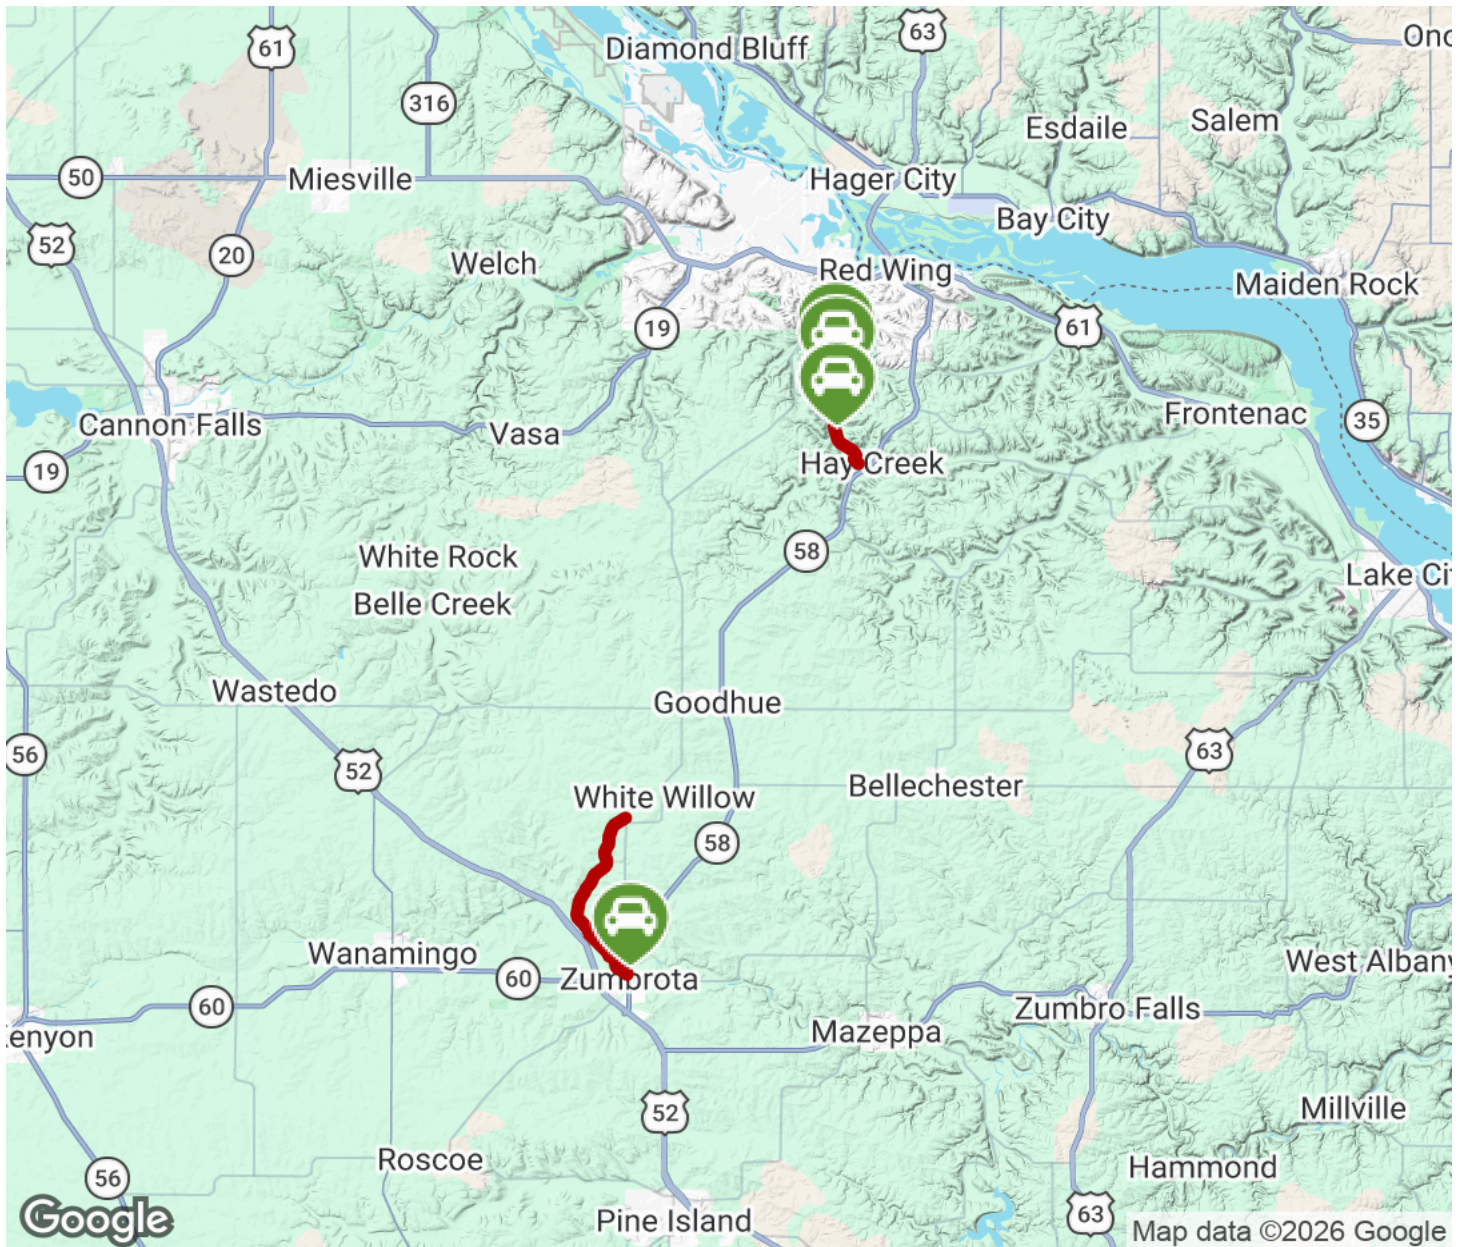 61
63
Diamond Bluff
Ono
316
Esdaile
Salem
50
Miesville
Hager City
52
20
Bay City
Welch
Red Wing
Maiden Rock
19
61
Cannon Falls
Vasa
Frontenac
35
19
Hay Creek
58
White Rock
Lake Cit
Belle Creek
Wastedo
Goodhue
56
52
63
White Willow
Bellechester
58
Wanamingo
West Albany
60
Zumbrota
60
Zumbro Falls
enyon
Mazeppa
52
Millville
Roscoe
Hammond
56
Google
Pine Island
63
Map data ©2026 Google